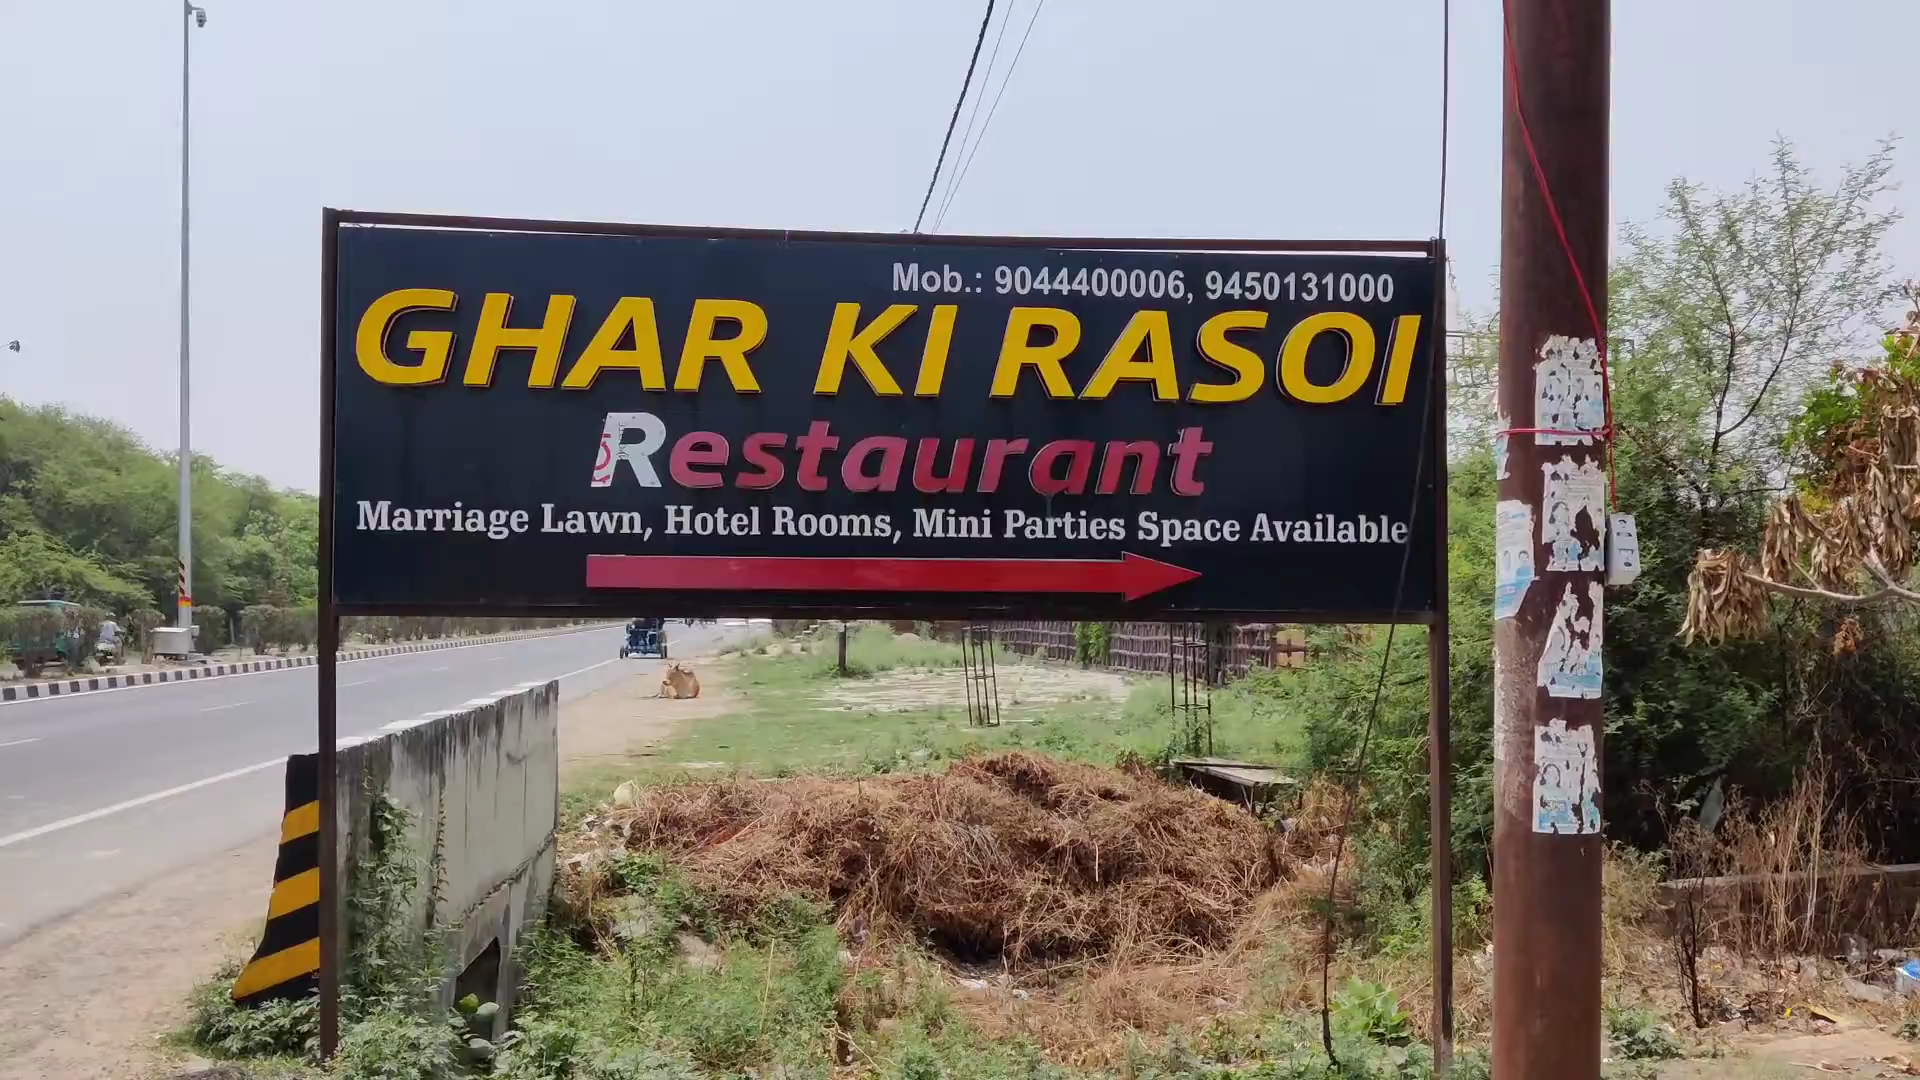 Mob.: 9044400006, 9450131000
GHAR KI RASOI
Restaurant
Marriage Lawn, Hotel Rooms, Mini Parties Space Available